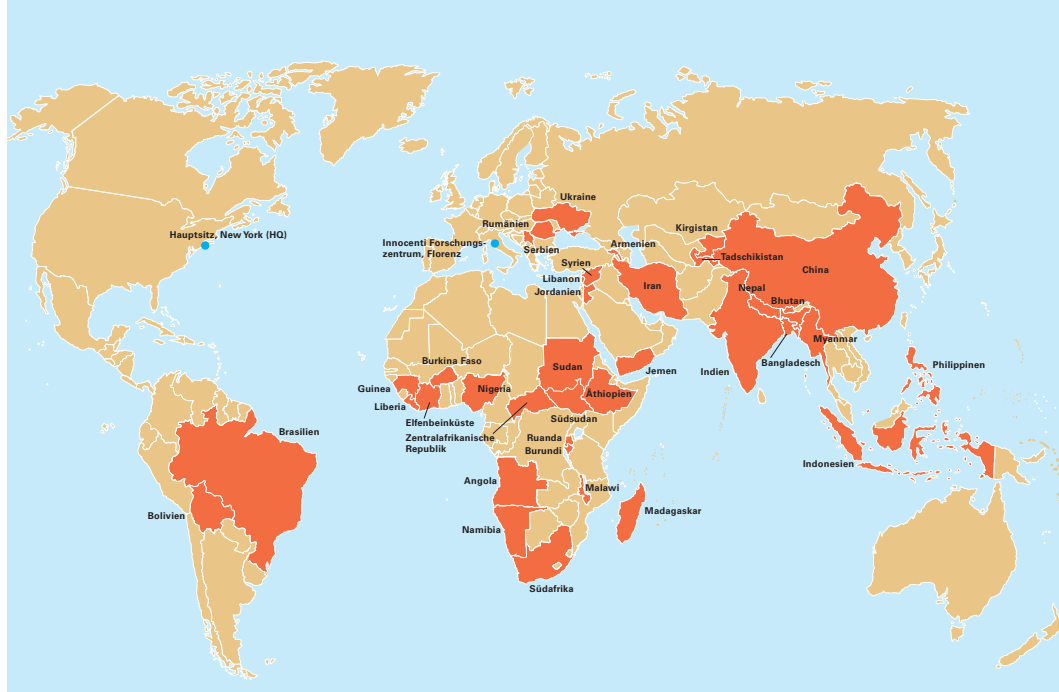 Ukraine
Rumänien
Kirgistan
Hauptsitz, New York (HQ)
Innocenti Forschungs-
zentrum, Florenz
Serbien
Armenien
Syrien
Tadschikistan
China
Libanon
Jordanien
Iran
Nepal
Bhutan
Myanmar
Bangladesch
Burkina Faso
Sudan
Jemen
Indien
Philippinen
Guinea
Nigeria
Äthiopien
Liberia
Elfenbeinküste
Südsudan
Zentralafrikanische
Republik
Ruanda
Burundi
Brasilien
Indonesien
Angola
Malawi
Bolivien
Namibia
Madagaskar
Südafrika